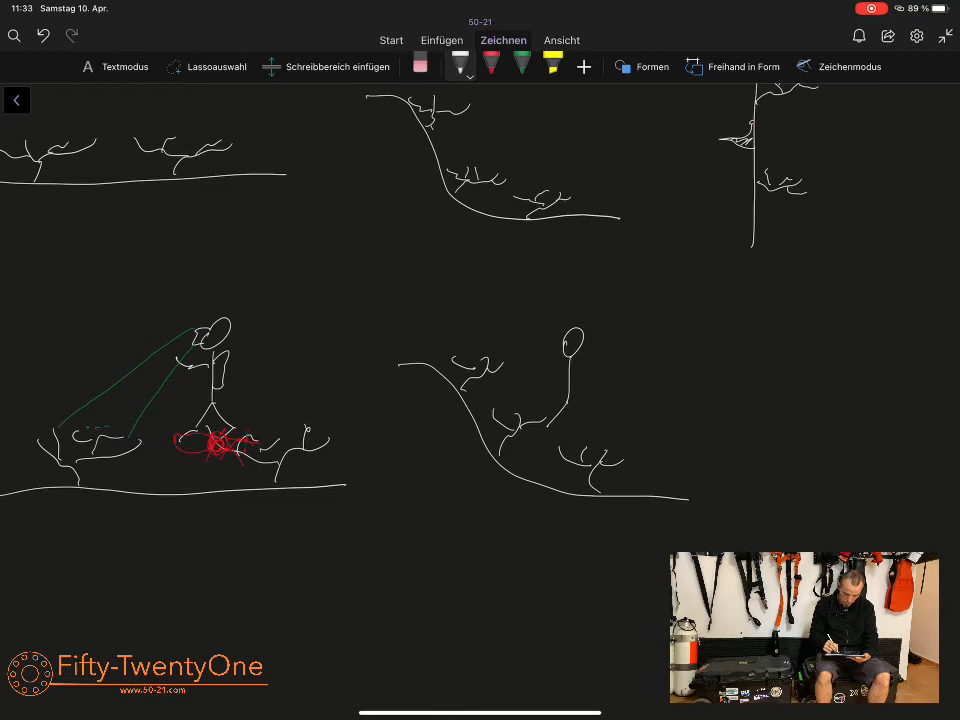 11:33 Samstag 10. Apr.
89 %
50-21
Start Einfügen Zeichnen Ansicht
Textmodus Lassoauswahl Schreibbereich einfügen Formen Freihand in Form Zeichenmodus
Fifty-TwentyOne
www.50-21.com